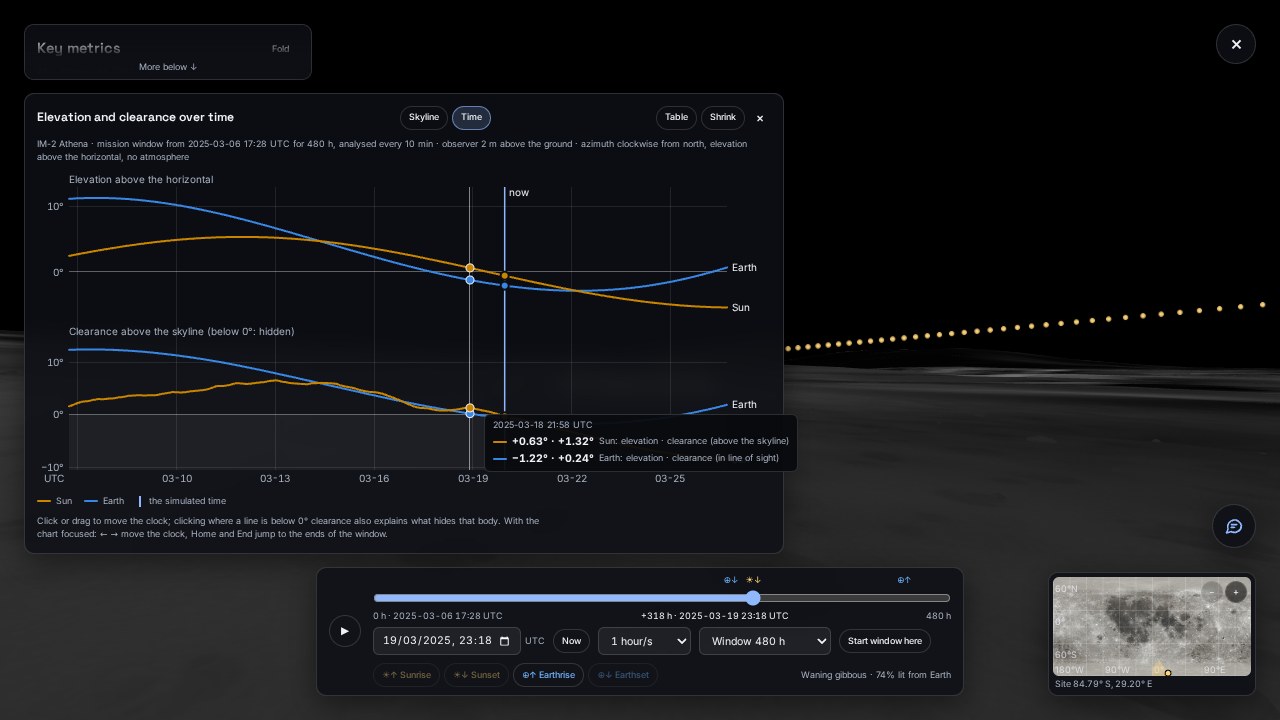 Key metrics
Fold
More below ↓
×
Elevation and clearance over time
Skyline
Time
Table
Shrink
×
IM-2 Athena · mission window from 2025-03-06 17:28 UTC for 480 h, analysed every 10 min · observer 2 m above the ground · azimuth clockwise from north, elevation
above the horizontal, no atmosphere
Elevation above the horizontal
now
10°
0°
Earth
Sun
Clearance above the skyline (below 0°: hidden)
10°
Earth
0°
2025-03-18 21:58 UTC
+0.63° · +1.32° Sun: elevation · clearance (above the skyline)
−1.22° · +0.24° Earth: elevation · clearance (in line of sight)
−10°
UTC 03-10 03-13 03-16 03-19 03-22 03-25
Sun Earth the simulated time
Click or drag to move the clock; clicking where a line is below 0° clearance also explains what hides that body. With the
chart focused: ← → move the clock, Home and End jump to the ends of the window.
⊕↓ ☀↓ ⊕↑
0 h · 2025-03-06 17:28 UTC +318 h · 2025-03-19 23:18 UTC 480 h
19/03/2025, 23:18 UTC Now 1 hour/s Window 480 h Start window here
☀↑ Sunrise ☀↓ Sunset ⊕↑ Earthrise ⊕↓ Earthset Waning gibbous · 74% lit from Earth
60°N − +
0°
60°S
180°W 90°W 0° 90°E
Site 84.79° S, 29.20° E